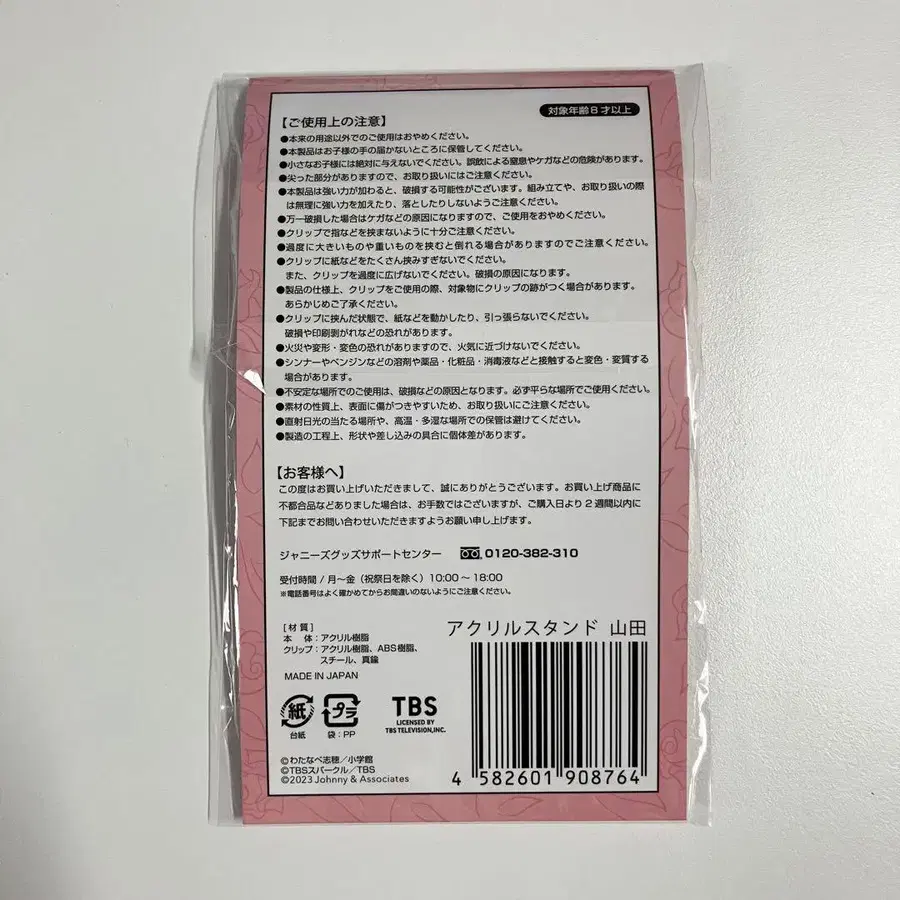 対象年齢6才以上
【ご使用上の注意】
●本来の用途以外でのご使用はおやめください。
●本製品はお子様の手の届かないところに保管してください。
●小さなお子様には絶対に与えないでください。誤飲による窒息やケガなどの危険があります。
●尖った部分がありますので、お取り扱いにはご注意ください。
●本製品は強い力が加わると、破損する可能性がございます。組み立てや、お取り扱いの際
は無理に強い力を加えたり、落としたりしないようご注意ください。
●万一破損した場合はケガなどの原因になりますので、ご使用をおやめください。
●クリップで指などを挟まないように十分ご注意ください。
●過度に大きいものや重いものを挟むと倒れる場合がありますのでご注意ください。
●クリップに紙などをたくさん挟みすぎないでください。
また、クリップを過度に広げないでください。破損の原因になります。
●製品の仕様上、クリップをご使用の際、対象物にクリップの跡がつく場合があります。
あらかじめご了承ください。
●クリップに挟んだ状態で、紙などを動かしたり、引っ張らないでください。
破損や印刷剥がれなどの恐れがあります。
●火災や変形・変色の恐れがありますので、火気に近づけないでください。
●シンナーやベンジンなどの溶剤や薬品・化粧品・消毒液などと接触すると変色・変質する
場合があります。
●不安定な場所でのご使用は、破損などの原因となります。必ず平らな場所でご使用ください。
●素材の性質上、表面に傷がつきやすいため、お取り扱いにご注意ください。
●直射日光の当たる場所や、高温・多湿な場所での保管は避けてください。
●製造の工程上、形状や差し込みの具合に個体差があります。
【お客様へ】
この度はお買い上げいただきまして、誠にありがとうございます。お買い上げ商品に
不都合品などありました場合は、お手数ではございますが、ご購入日より2週間以内に
下記までお問い合わせいただきますようお願い申し上げます。
ジャニーズグッズサポートセンター 0120-382-310
受付時間 / 月〜金（祝祭日を除く）10:00〜18:00
※電話番号はよく確かめてからお間違いのないようにご注意ください。
[材質]
本 体：アクリル樹脂
クリップ：アクリル樹脂、ABS樹脂、
スチール、真鍮
MADE IN JAPAN
アクリルスタンド 山田
紙
台紙
プラ
袋：PP
TBS
LICENSED BY
TBS TELEVISION,INC.
©わたなべ志穂／小学館
©TBSスパークル／TBS
©2023 Johnny & Associates
4 582601 908764